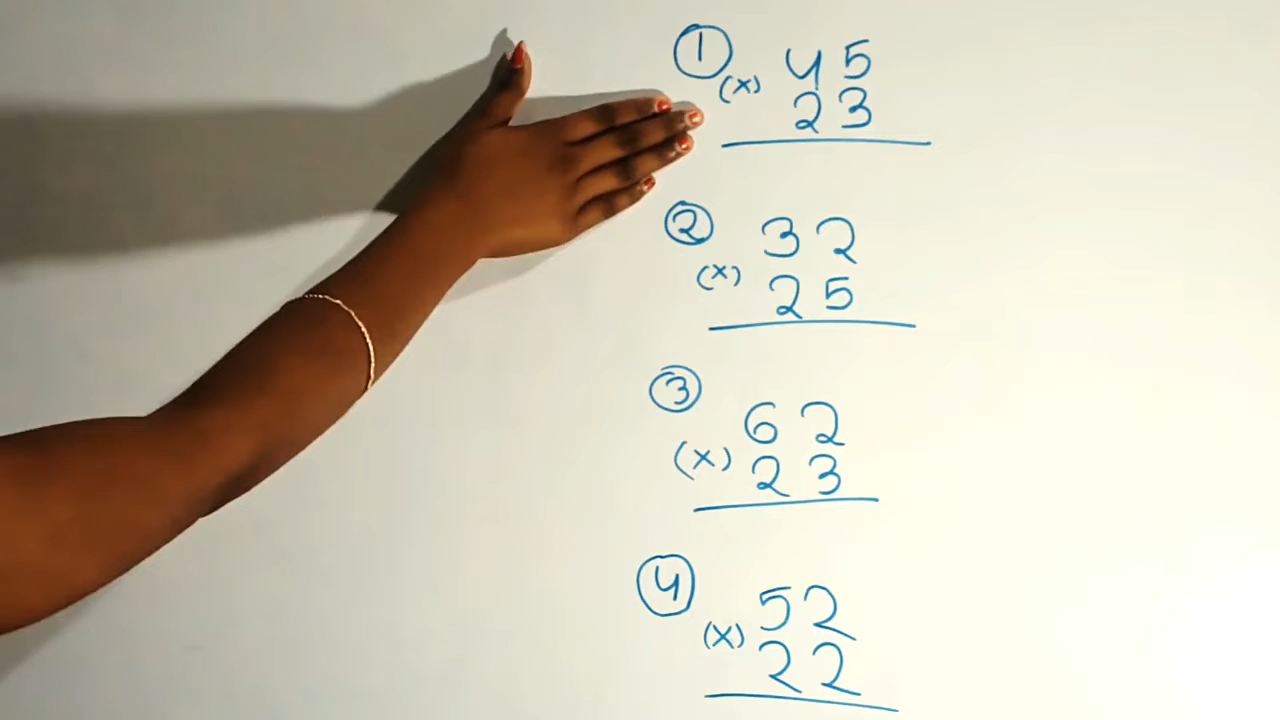 ① 45
(x) 23
② 32
(x) 25
③ 62
(x) 23
④ 52
(x) 22